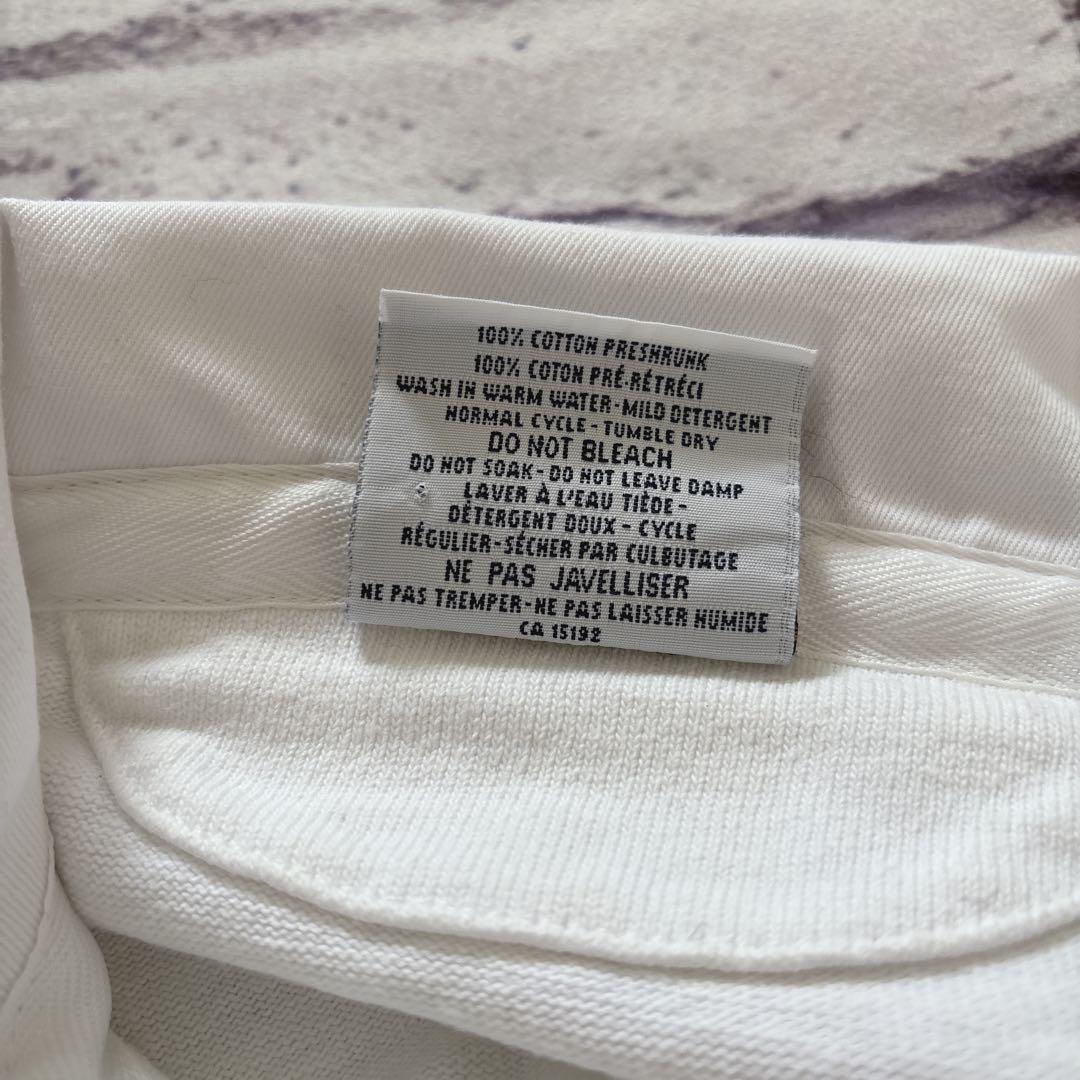 100% COTTON PRESHRUNK
100% COTON PRÉ-RÉTRÉCI
WASH IN WARM WATER-MILD DETERGENT
NORMAL CYCLE-TUMBLE DRY
DO NOT BLEACH
DO NOT SOAK-DO NOT LEAVE DAMP
LAVER À L'EAU TIÈDE-
DÉTERGENT DOUX-CYCLE
RÉGULIER-SÉCHER PAR CULBUTAGE
NE PAS JAVELLISER
NE PAS TREMPER-NE PAS LAISSER HUMIDE
CA 15192